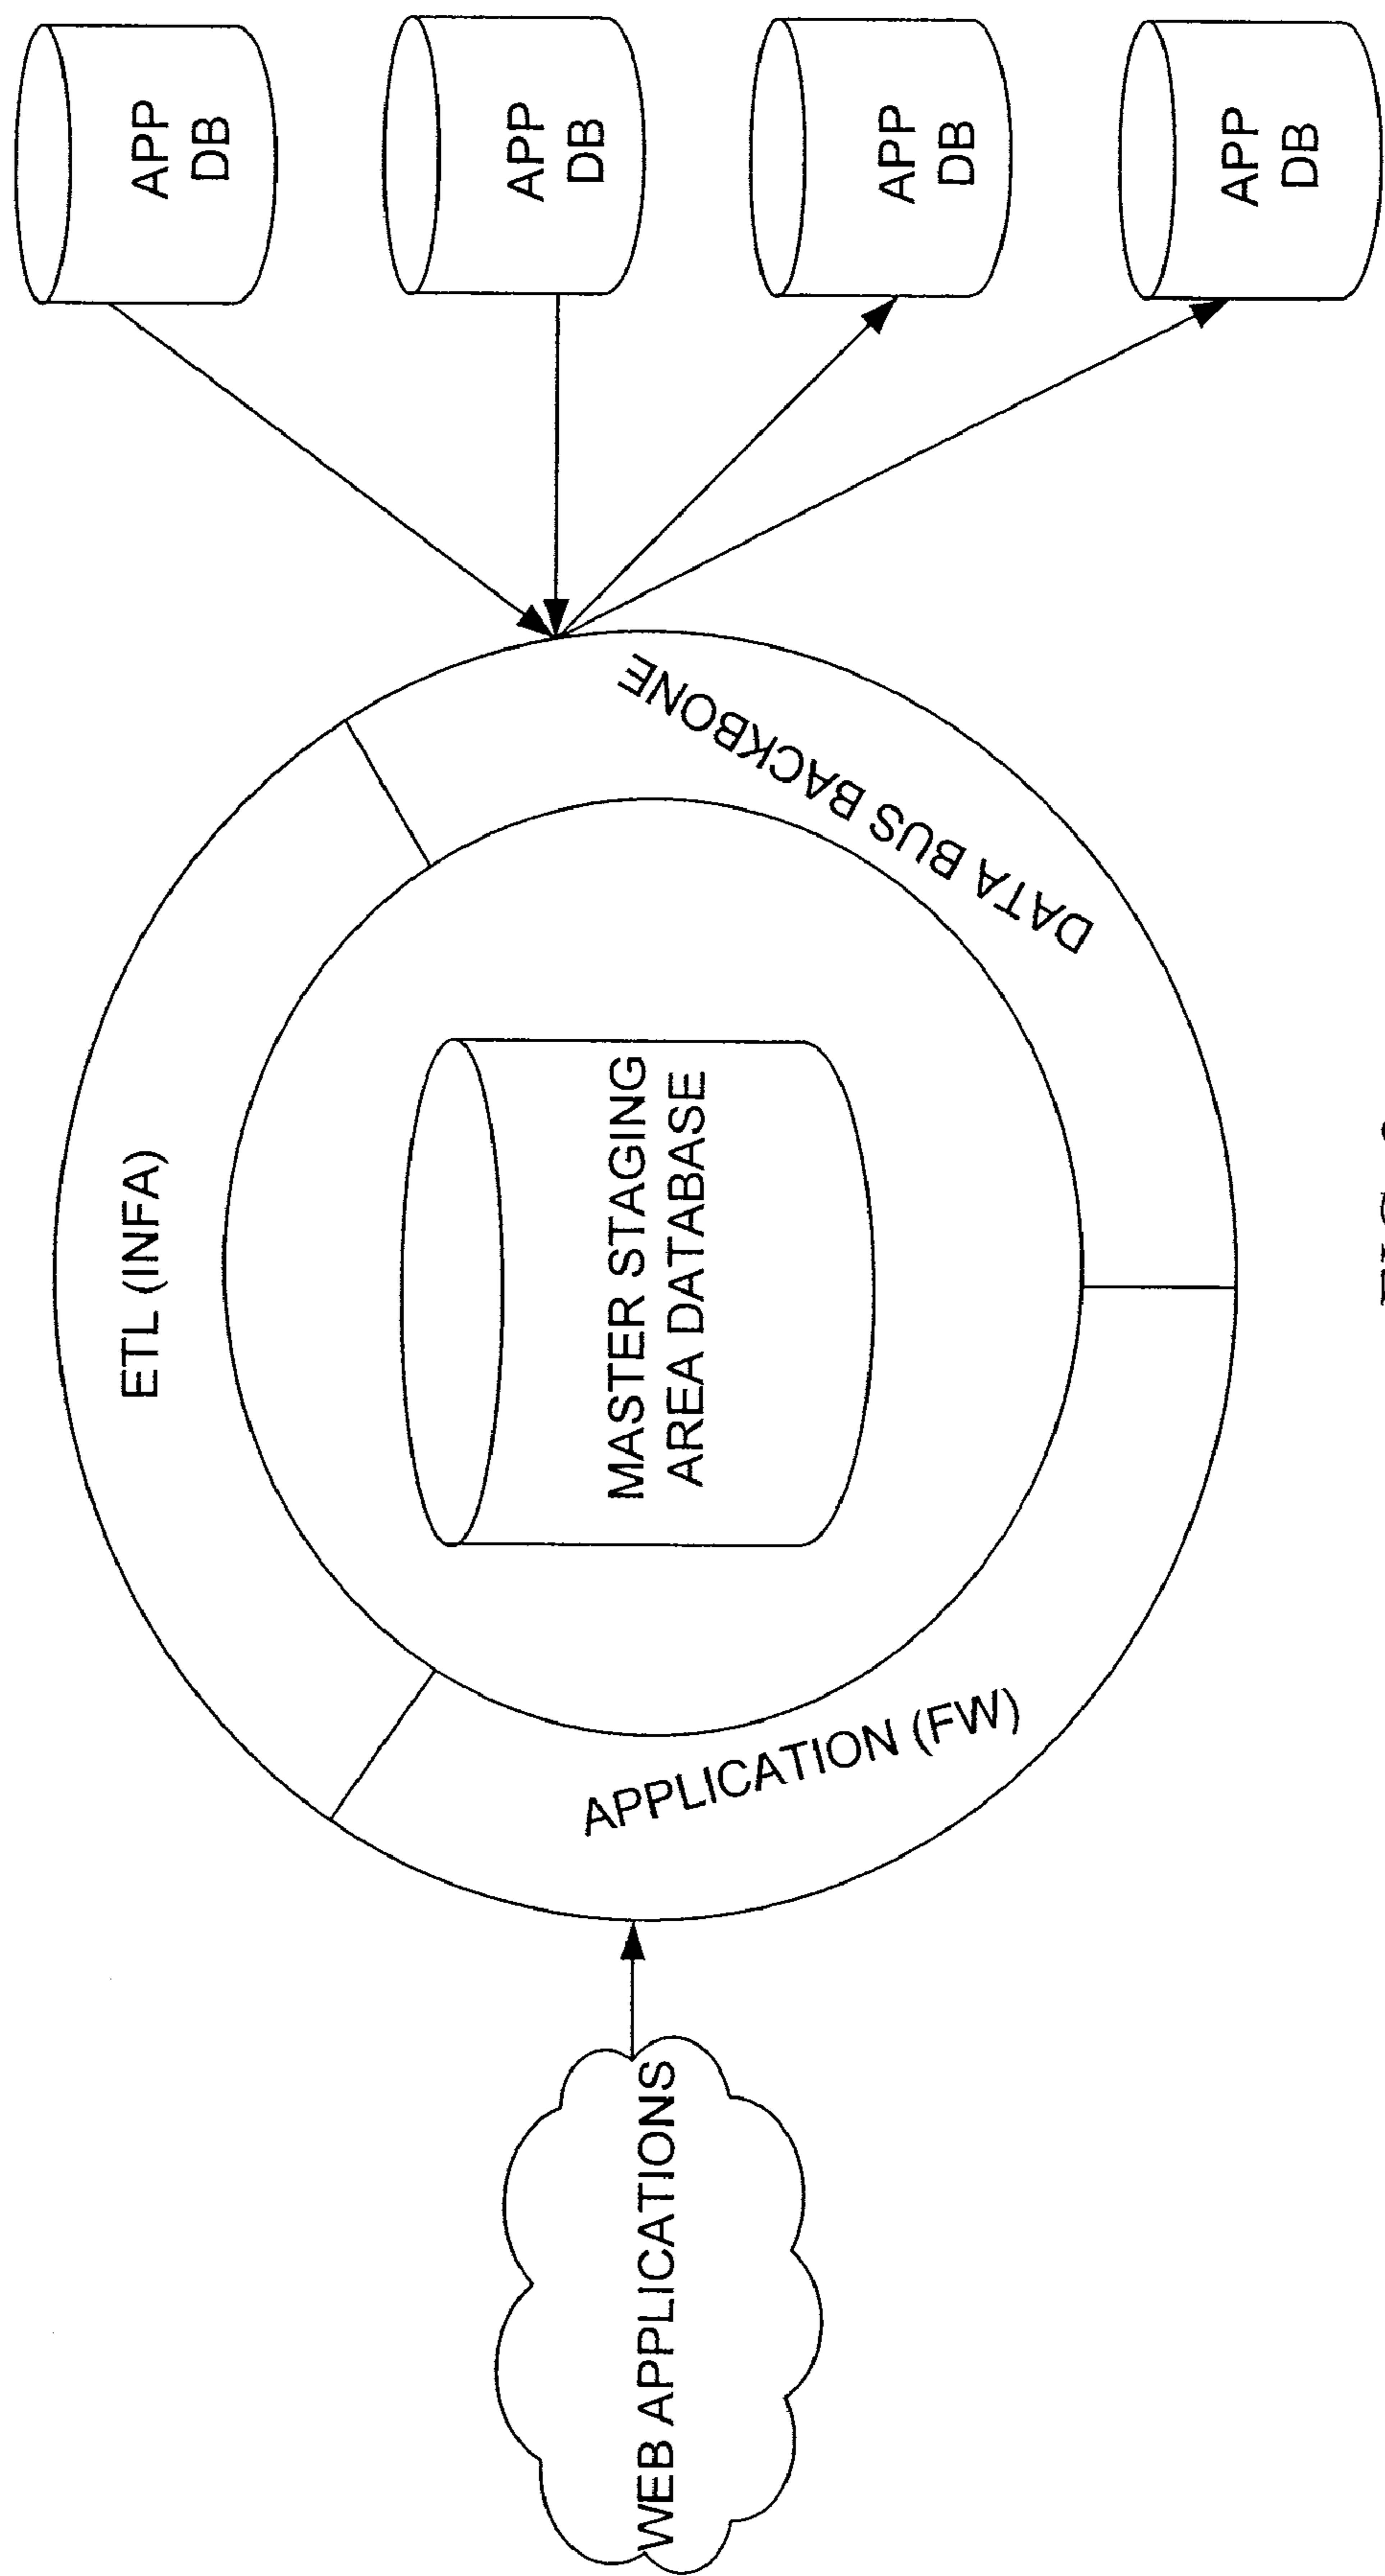 WEB APPLICATIONS
APPLICATION (FW)
ETL (INFA)
MASTER STAGING
AREA DATABASE
DATA BUS BACKBONE
APP
DB
APP
DB
APP
DB
APP
DB